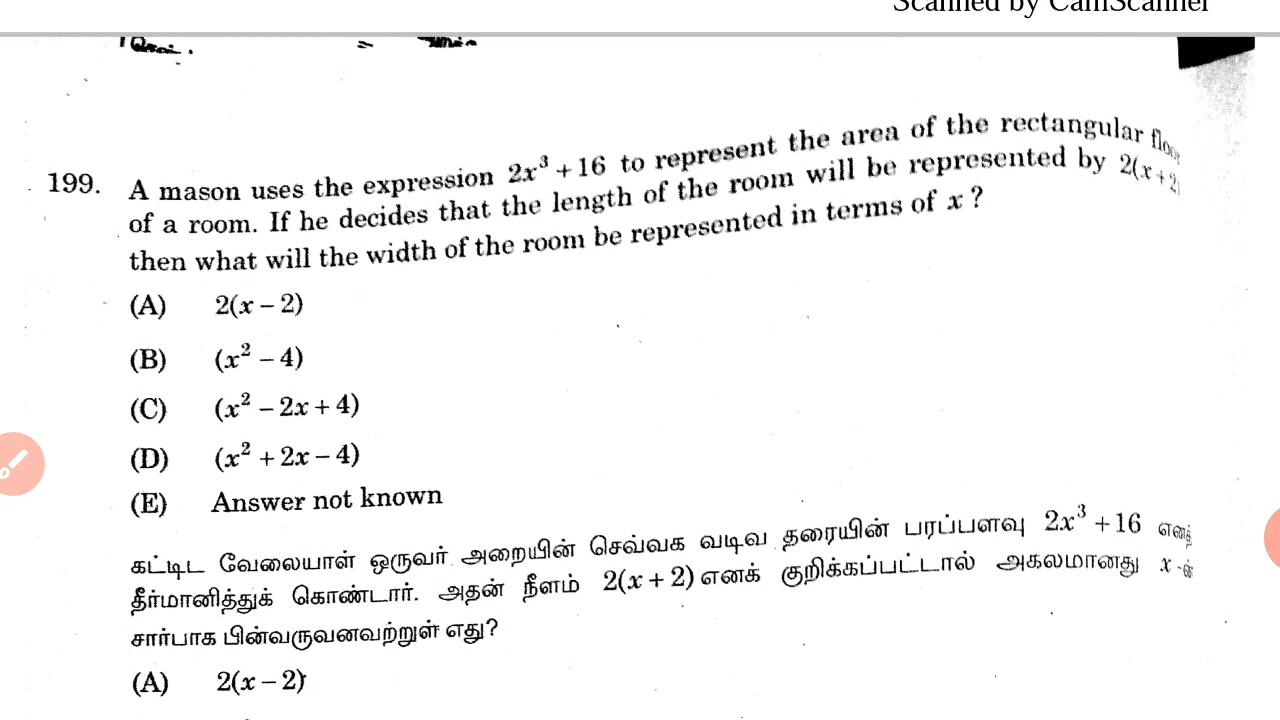 Scanned by CamScanner
199. A mason uses the expression 2x³ + 16 to represent the area of the rectangular floor
of a room. If he decides that the length of the room will be represented by 2(x + 2)
then what will the width of the room be represented in terms of x ?
(A) 2(x – 2)
(B) (x² – 4)
(C) (x² – 2x + 4)
(D) (x² + 2x – 4)
(E) Answer not known
கட்டிட வேலையாள் ஒருவர் அறையின் செவ்வக வடிவ தரையின் பரப்பளவு 2x³ + 16 எனத்
தீர்மானித்துக் கொண்டார். அதன் நீளம் 2(x + 2) எனக் குறிக்கப்பட்டால் அகலமானது x -ன்
சார்பாக பின்வருவனவற்றுள் எது?
(A) 2(x – 2)